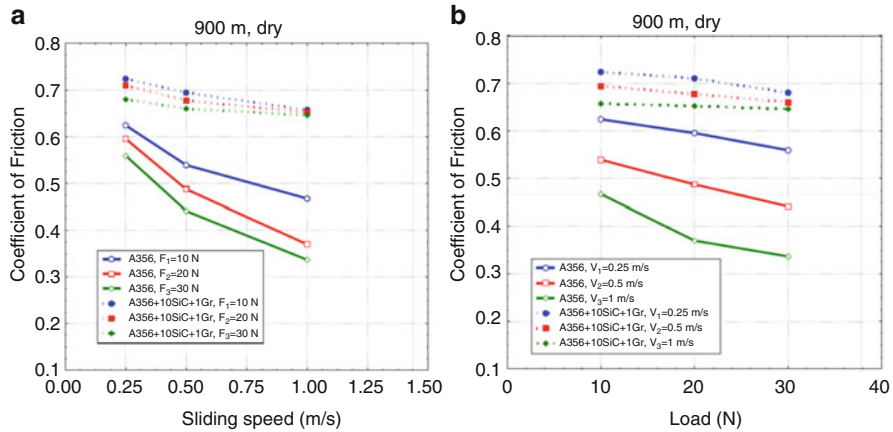 a
900 m, dry
Coefficient of Friction
0.8
0.7
0.6
0.5
0.4
0.3
0.2
0.1
A356, F1=10 N
A356, F2=20 N
A356, F3=30 N
A356+10SiC+1Gr, F1=10 N
A356+10SiC+1Gr, F2=20 N
A356+10SiC+1Gr, F3=30 N
0.00 0.25 0.50 0.75 1.00 1.25 1.50
Sliding speed (m/s)
b
900 m, dry
Coefficient of Friction
0.8
0.7
0.6
0.5
0.4
0.3
0.2
0.1
A356, V1=0.25 m/s
A356, V2=0.5 m/s
A356, V3=1 m/s
A356+10SiC+1Gr, V1=0.25 m/s
A356+10SiC+1Gr, V2=0.5 m/s
A356+10SiC+1Gr, V3=1 m/s
0 10 20 30 40
Load (N)